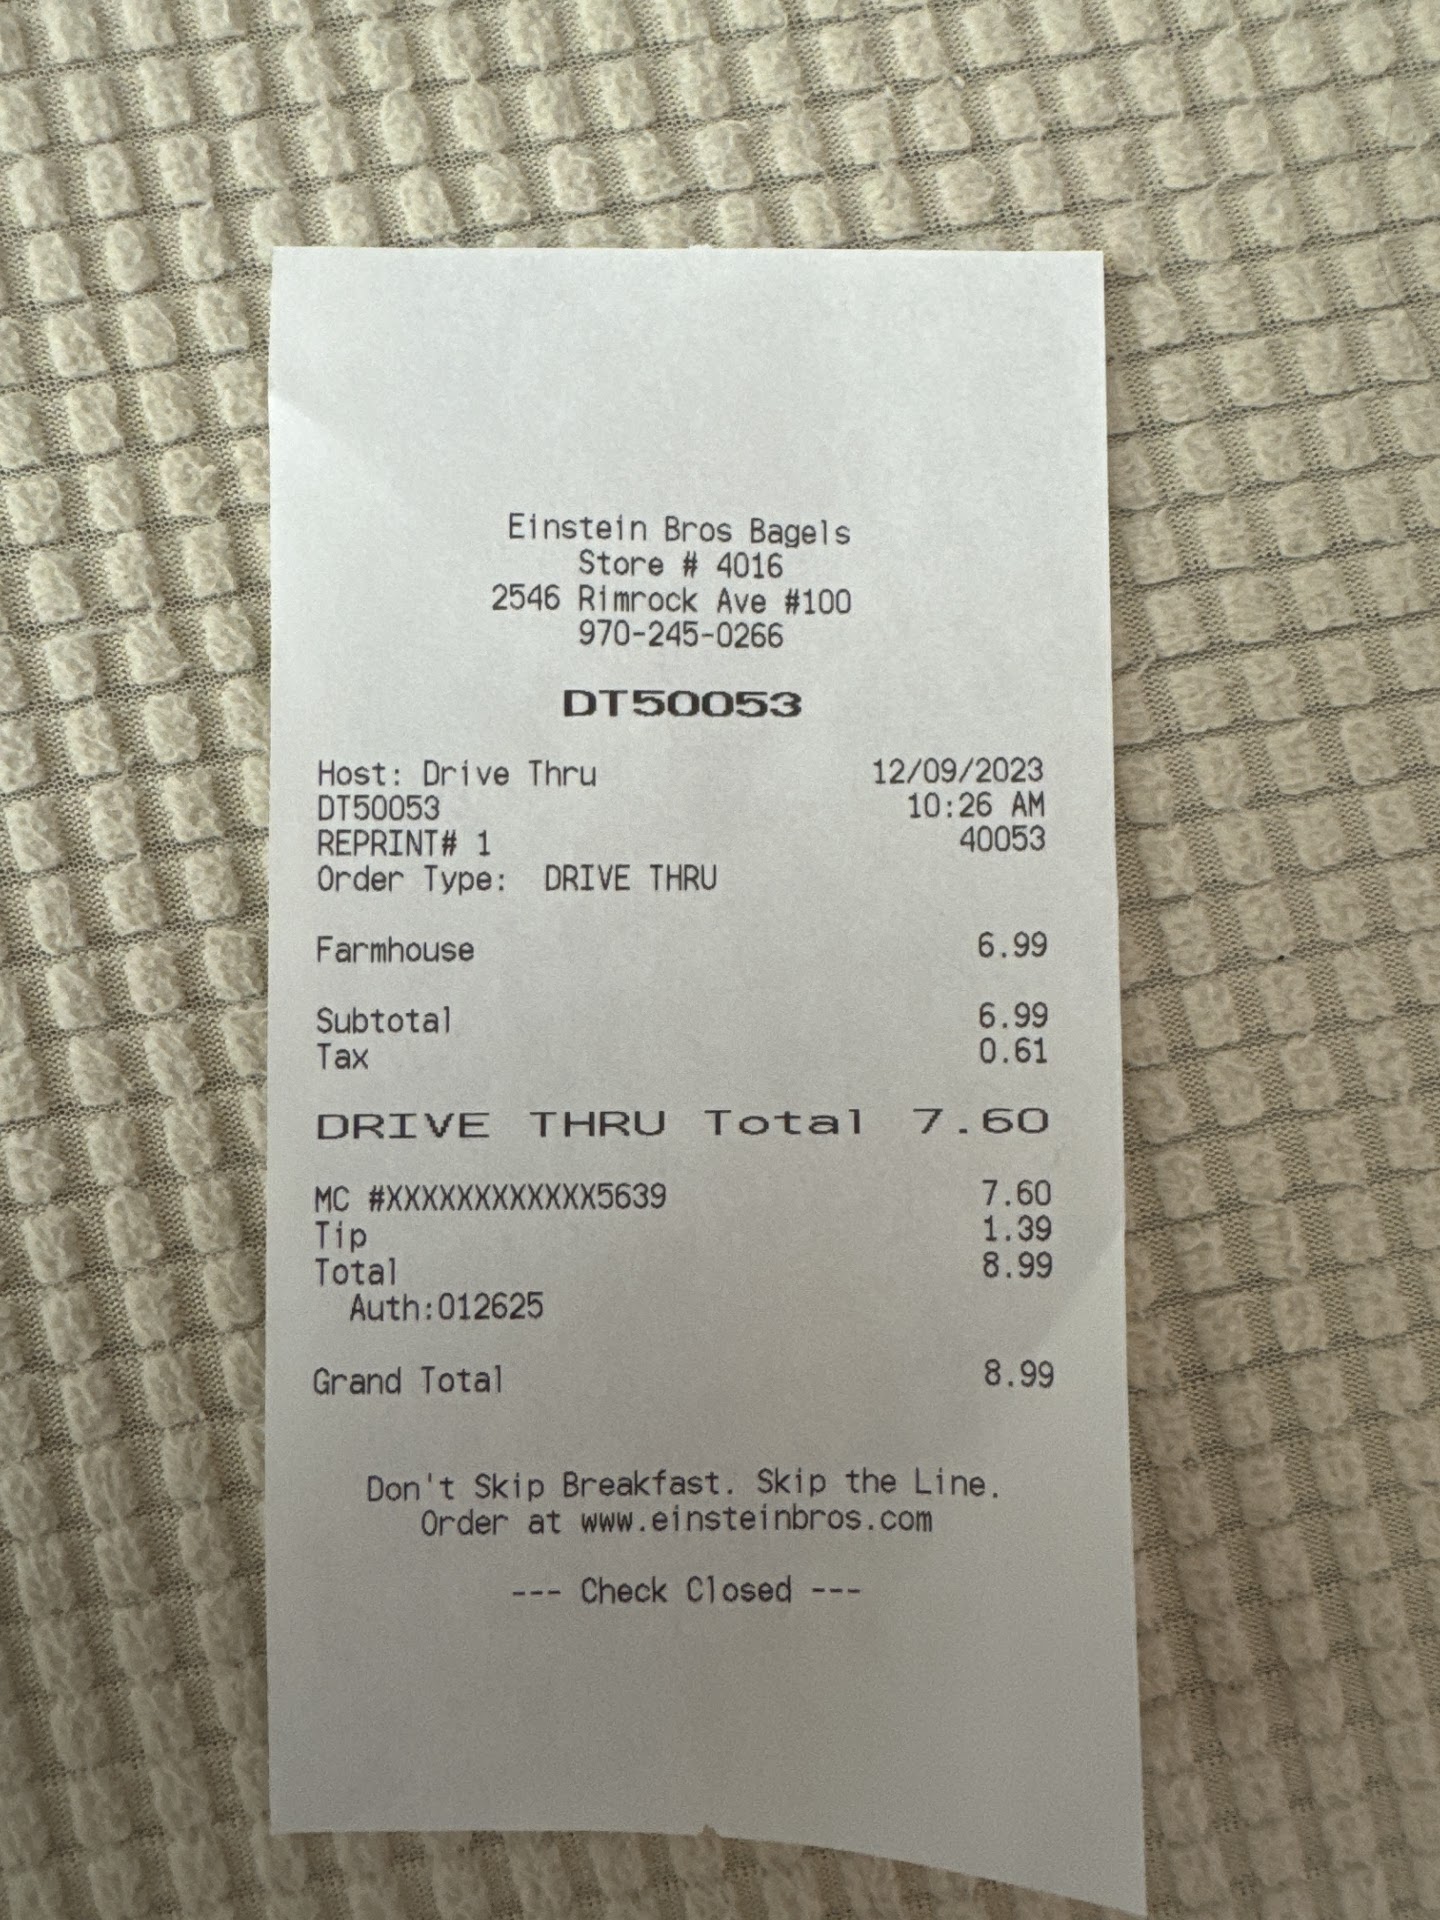 Einstein Bros Bagels
Store # 4016
2546 Rimrock Ave #100
970-245-0266
DT50053
Host: Drive Thru 12/09/2023
DT50053 10:26 AM
REPRINT# 1 40053
Order Type: DRIVE THRU
Farmhouse 6.99
Subtotal 6.99
Tax 0.61
DRIVE THRU Total 7.60
MC #XXXXXXXXXXXX5639 7.60
Tip 1.39
Total 8.99
Auth:012625
Grand Total 8.99
Don't Skip Breakfast. Skip the Line.
Order at www.einsteinbros.com
--- Check Closed ---